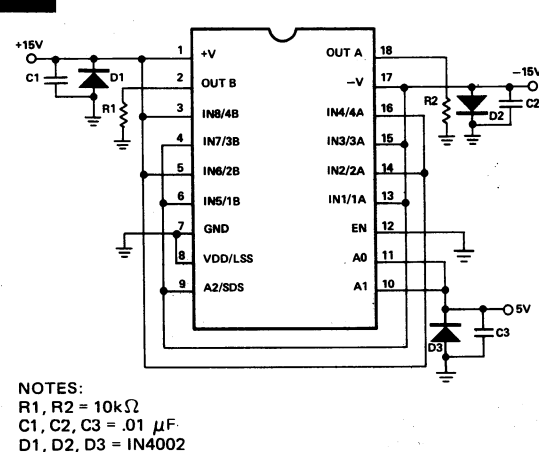 +15V
C1
D1
R1
1 +V
2 OUT B
3 IN8/4B
4 IN7/3B
5 IN6/2B
6 IN5/1B
7 GND
8 VDD/LSS
9 A2/SDS
OUT A 18
-V 17
IN4/4A 16
IN3/3A 15
IN2/2A 14
IN1/1A 13
EN 12
A0 11
A1 10
R2
-15V
D2
C2
5V
D3
C3
NOTES:
R1, R2 = 10kΩ
C1, C2, C3 = .01 μF
D1, D2, D3 = IN4002